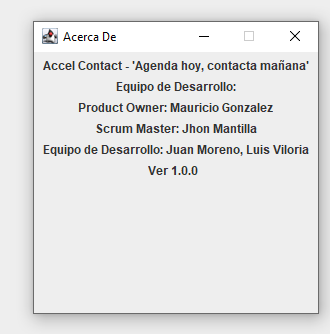 Acerca De
Accel Contact - 'Agenda hoy, contacta mañana'
Equipo de Desarrollo:
Product Owner: Mauricio Gonzalez
Scrum Master: Jhon Mantilla
Equipo de Desarrollo: Juan Moreno, Luis Viloria
Ver 1.0.0